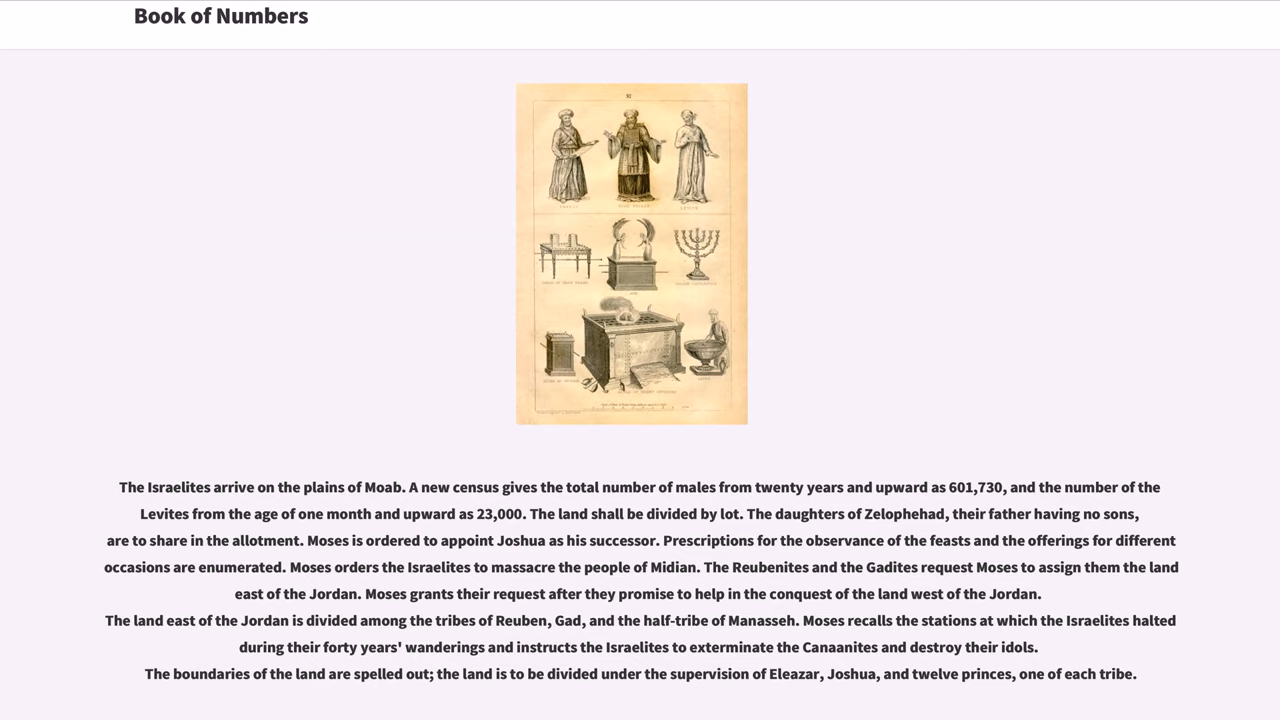 Book of Numbers
The Israelites arrive on the plains of Moab. A new census gives the total number of males from twenty years and upward as 601,730, and the number of the
Levites from the age of one month and upward as 23,000. The land shall be divided by lot. The daughters of Zelophehad, their father having no sons,
are to share in the allotment. Moses is ordered to appoint Joshua as his successor. Prescriptions for the observance of the feasts and the offerings for different
occasions are enumerated. Moses orders the Israelites to massacre the people of Midian. The Reubenites and the Gadites request Moses to assign them the land
east of the Jordan. Moses grants their request after they promise to help in the conquest of the land west of the Jordan.
The land east of the Jordan is divided among the tribes of Reuben, Gad, and the half-tribe of Manasseh. Moses recalls the stations at which the Israelites halted
during their forty years' wanderings and instructs the Israelites to exterminate the Canaanites and destroy their idols.
The boundaries of the land are spelled out; the land is to be divided under the supervision of Eleazar, Joshua, and twelve princes, one of each tribe.